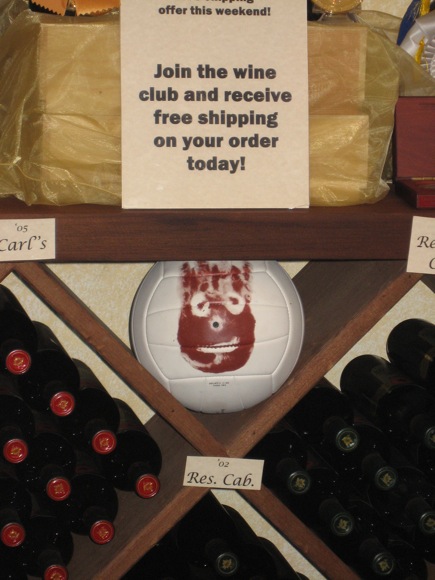 offer this weekend!
Join the wine
club and receive
free shipping
on your order
today!
'05
Carl's
Re
'02
Res. Cab.